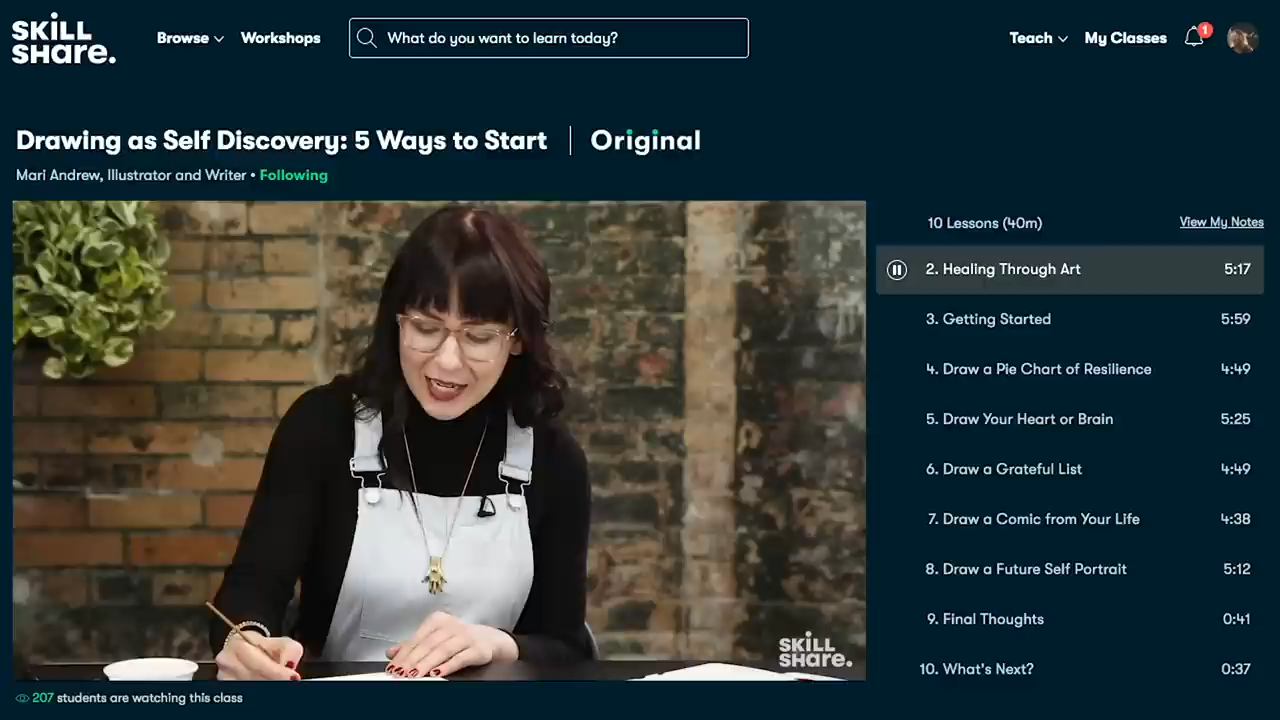 SKILL SHARE.
Browse
Workshops
What do you want to learn today?
Teach
My Classes
1
Drawing as Self Discovery: 5 Ways to Start | Original
Mari Andrew, Illustrator and Writer • Following
10 Lessons (40m)
View My Notes
2. Healing Through Art 5:17
3. Getting Started 5:59
4. Draw a Pie Chart of Resilience 4:49
5. Draw Your Heart or Brain 5:25
6. Draw a Grateful List 4:49
7. Draw a Comic from Your Life 4:38
8. Draw a Future Self Portrait 5:12
9. Final Thoughts 0:41
10. What's Next? 0:37
SKILL SHARE.
207 students are watching this class